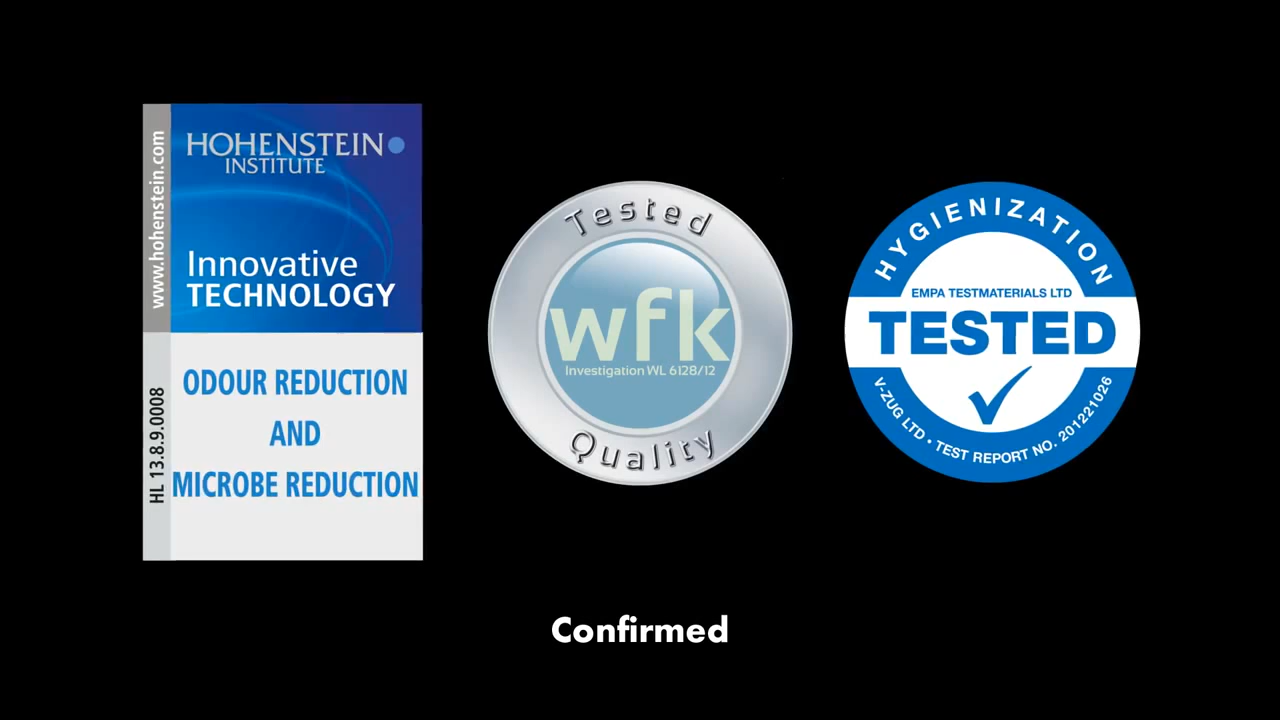 www.hohenstein.com
HOHENSTEIN
INSTITUTE
Innovative
TECHNOLOGY
HL 13.8.9.0008
ODOUR REDUCTION
AND
MICROBE REDUCTION
Tested
wfk
Investigation WL 6128/12
Quality
HYGIENIZATION
EMPA TESTMATERIALS LTD
TESTED
V-ZUG LTD • TEST REPORT NO. 201221026
Confirmed